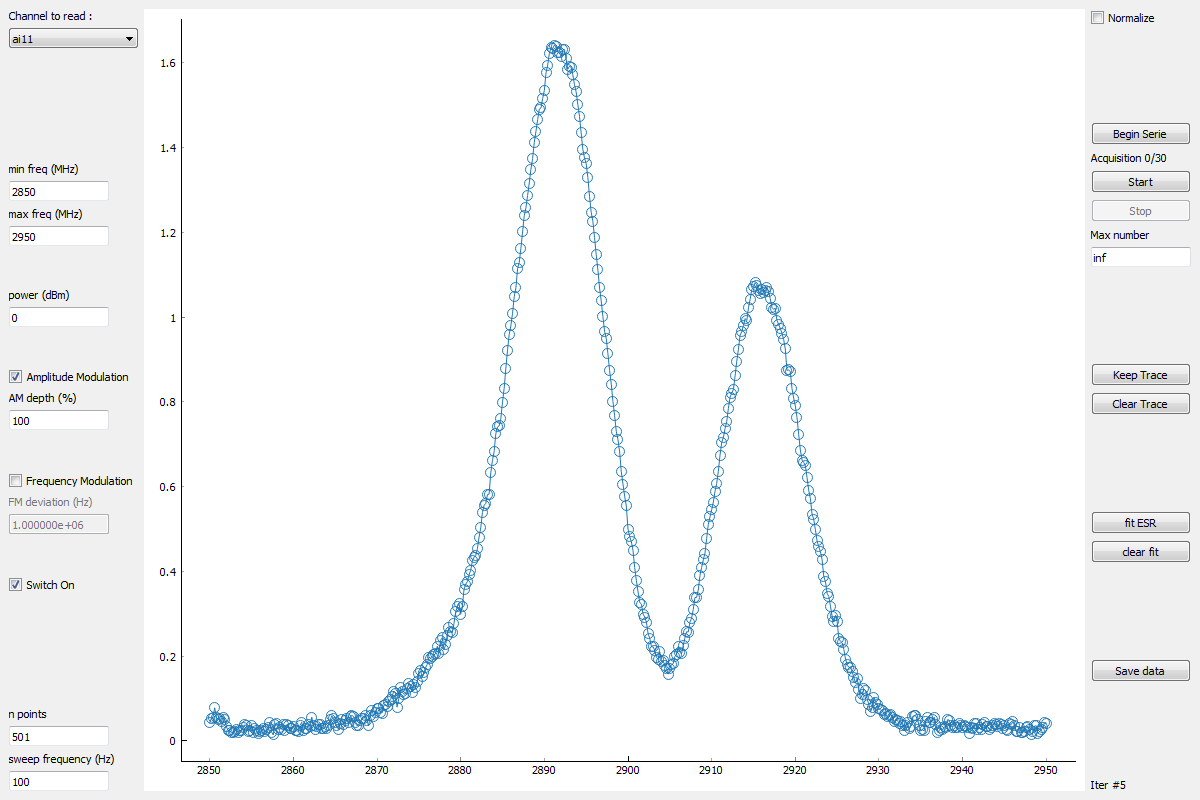 Channel to read :
ai11
min freq (MHz)
2850
max freq (MHz)
2950
power (dBm)
0
Amplitude Modulation
AM depth (%)
100
Frequency Modulation
FM deviation (Hz)
1.000000e+06
Switch On
n points
501
sweep frequency (Hz)
100
1.6
1.4
1.2
1
0.8
0.6
0.4
0.2
0
2850 2860 2870 2880 2890 2900 2910 2920 2930 2940 2950
Normalize
Begin Serie
Acquisition 0/30
Start
Stop
Max number
inf
Keep Trace
Clear Trace
fit ESR
clear fit
Save data
Iter #5